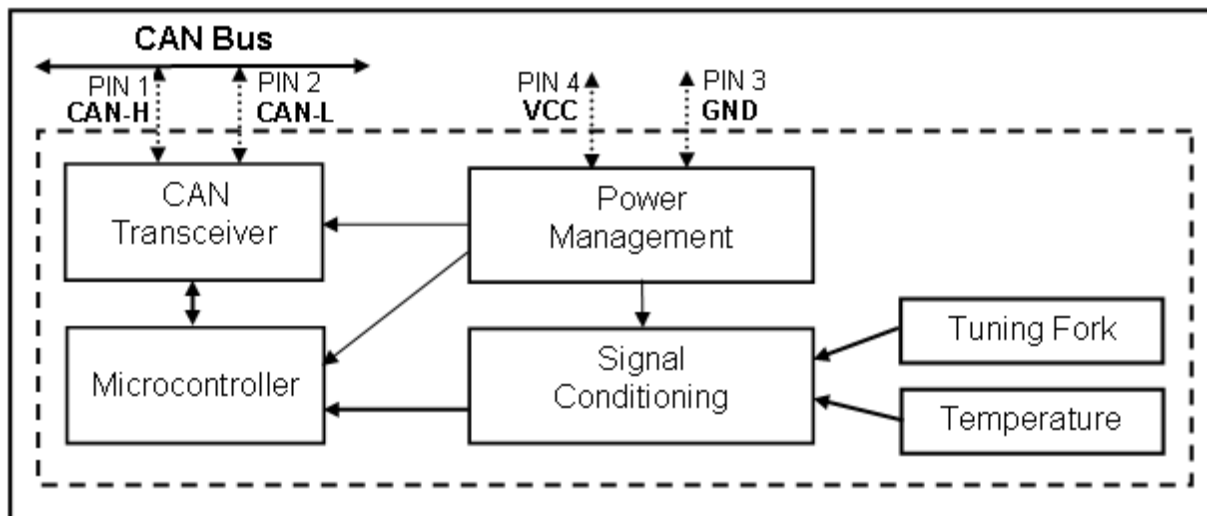 CAN Bus
PIN 1
CAN-H
PIN 2
CAN-L
PIN 4
VCC
PIN 3
GND
CAN
Transceiver
Power
Management
Microcontroller
Signal
Conditioning
Tuning Fork
Temperature